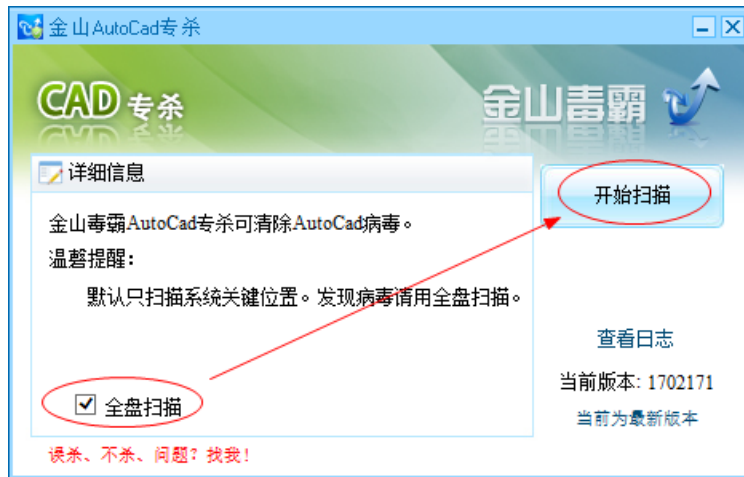 金山AutoCad专杀
CAD 专杀
金山毒霸
详细信息
开始扫描
金山毒霸AutoCad专杀可清除AutoCad病毒。
温磬提醒:
默认只扫描系统关键位置。发现病毒请用全盘扫描。
查看日志
当前版本: 1702171
全盘扫描
当前为最新版本
误杀、不杀、问题？找我！